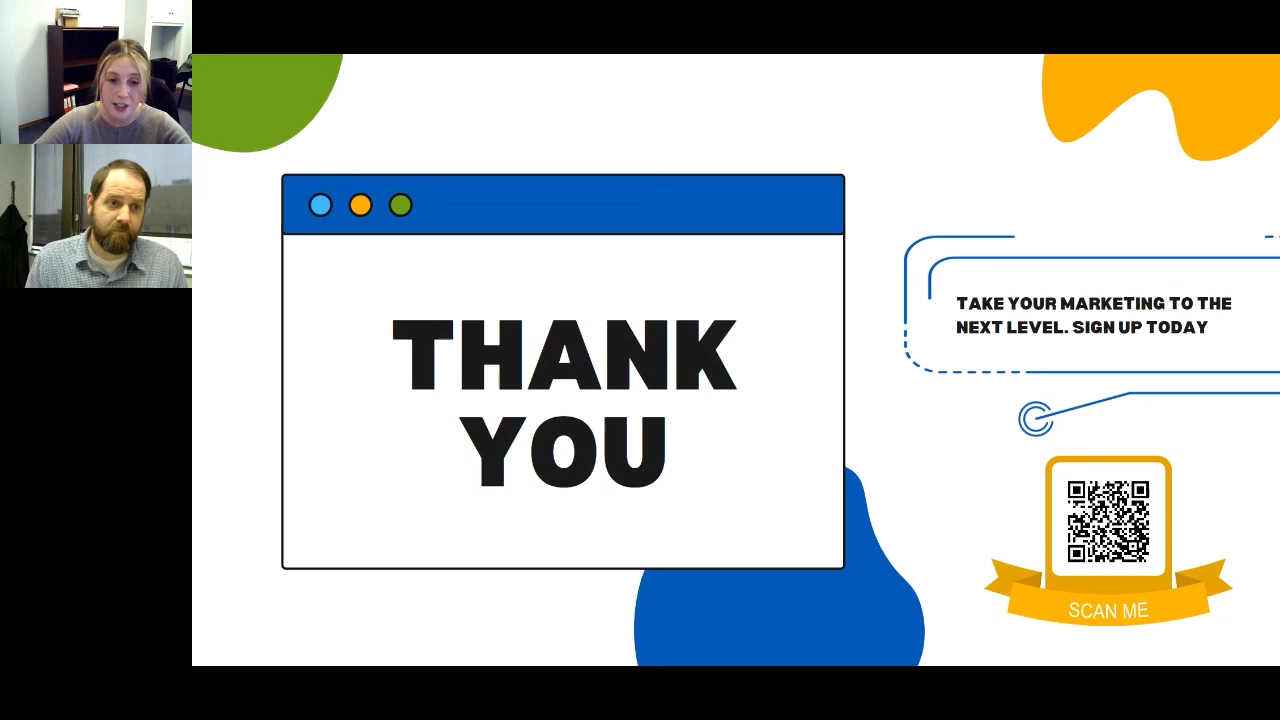 THANK
YOU
TAKE YOUR MARKETING TO THE
NEXT LEVEL. SIGN UP TODAY
SCAN ME